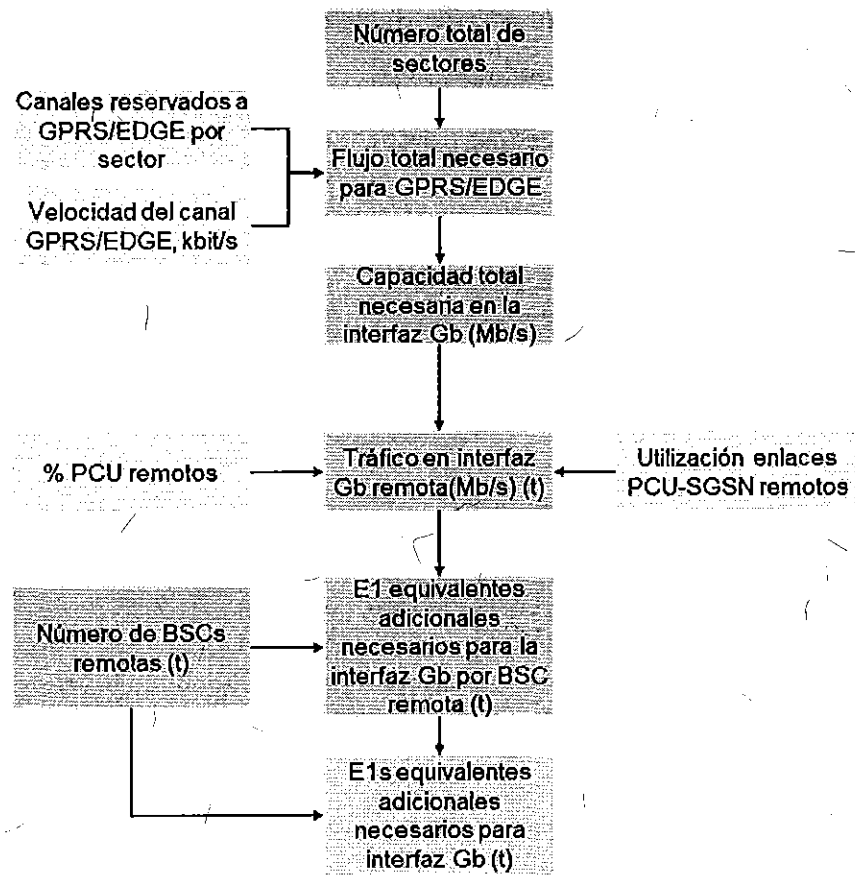 Número total de
sectores
Canales reservados a
GPRS/EDGE por
sector
Flujo total necesario
para GPRS/EDGE
Velocidad del canal
GPRS/EDGE, kbit/s
Capacidad total
necesaria en la
interfaz Gb (Mb/s)
% PCU remotos
Tráfico en interfaz
Gb remota(Mb/s) (t)
Utilización enlaces
PCU-SGSN remotos
E1 equivalentes
adicionales
necesarios para la
interfaz Gb por BSC
remota (t)
Número de BSCs
remotas (t)
E1s equivalentes
adicionales
necesarios para
interfaz Gb (t)